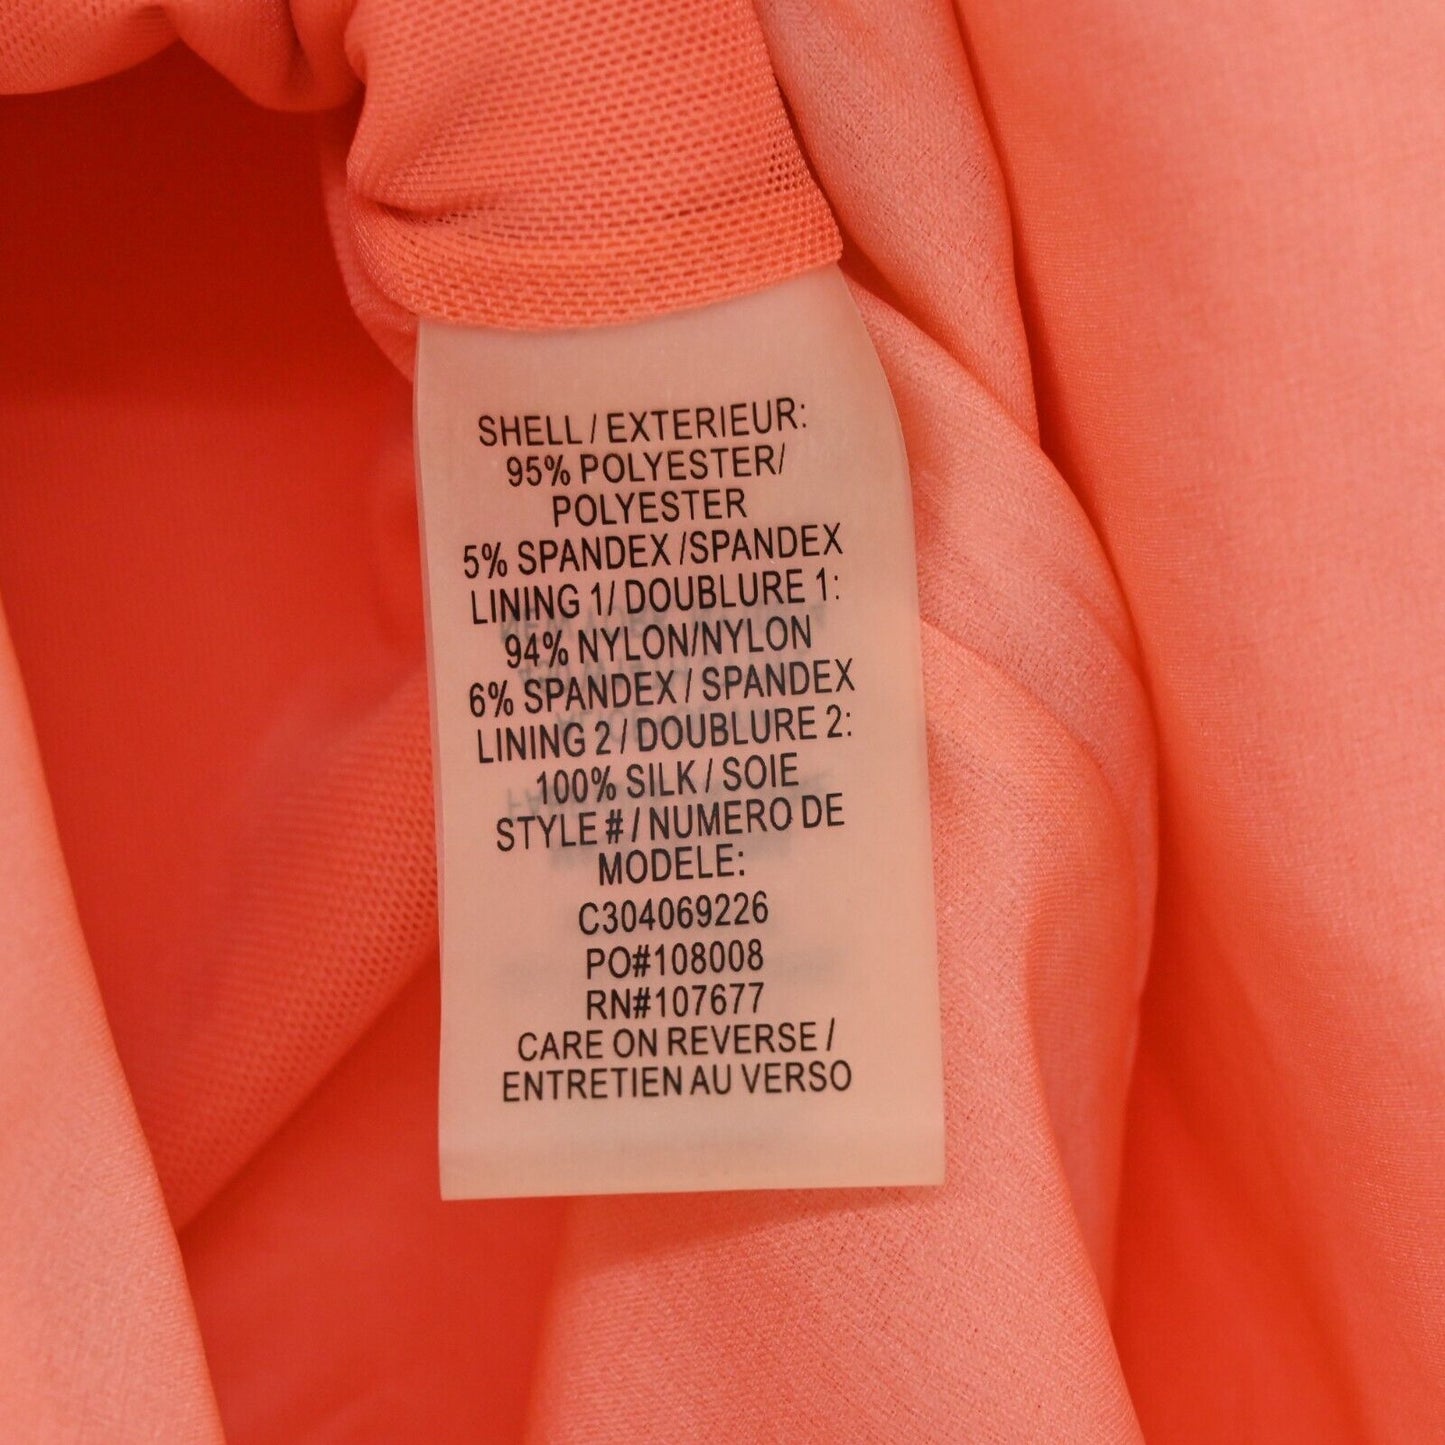 SHELL / EXTERIEUR:
95% POLYESTER/
POLYESTER
5% SPANDEX /SPANDEX
LINING 1/ DOUBLURE 1:
94% NYLON/NYLON
6% SPANDEX / SPANDEX
LINING 2 / DOUBLURE 2:
100% SILK / SOIE
STYLE # / NUMERO DE
MODELE:
C304069226
PO#108008
RN#107677
CARE ON REVERSE /
ENTRETIEN AU VERSO